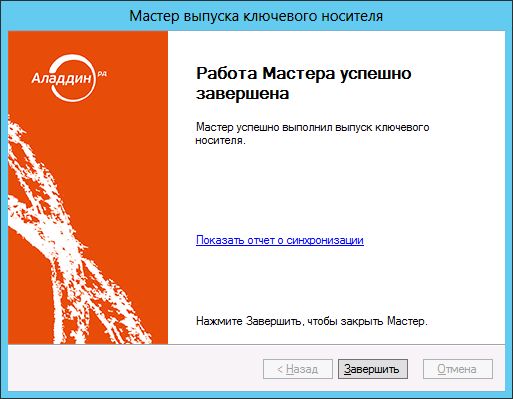 Мастер выпуска ключевого носителя
Аладдин РД
Работа Мастера успешно
завершена
Мастер успешно выполнил выпуск ключевого
носителя.
Показать отчет о синхронизации
Нажмите Завершить, чтобы закрыть Мастер.
< Назад
Завершить
Отмена